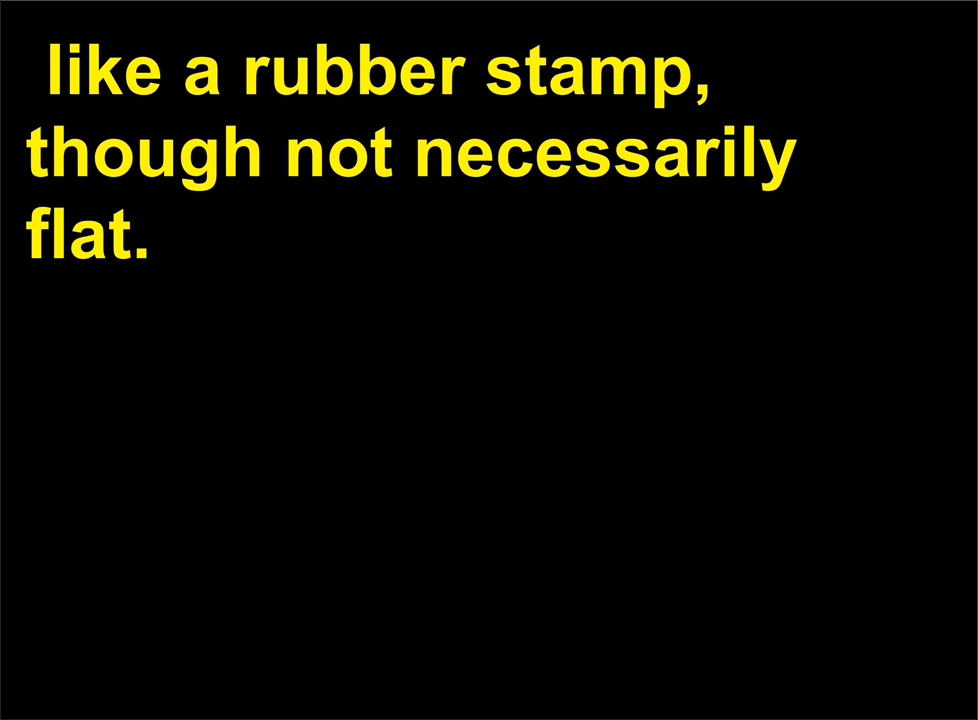 like a rubber stamp,
though not necessarily
flat.